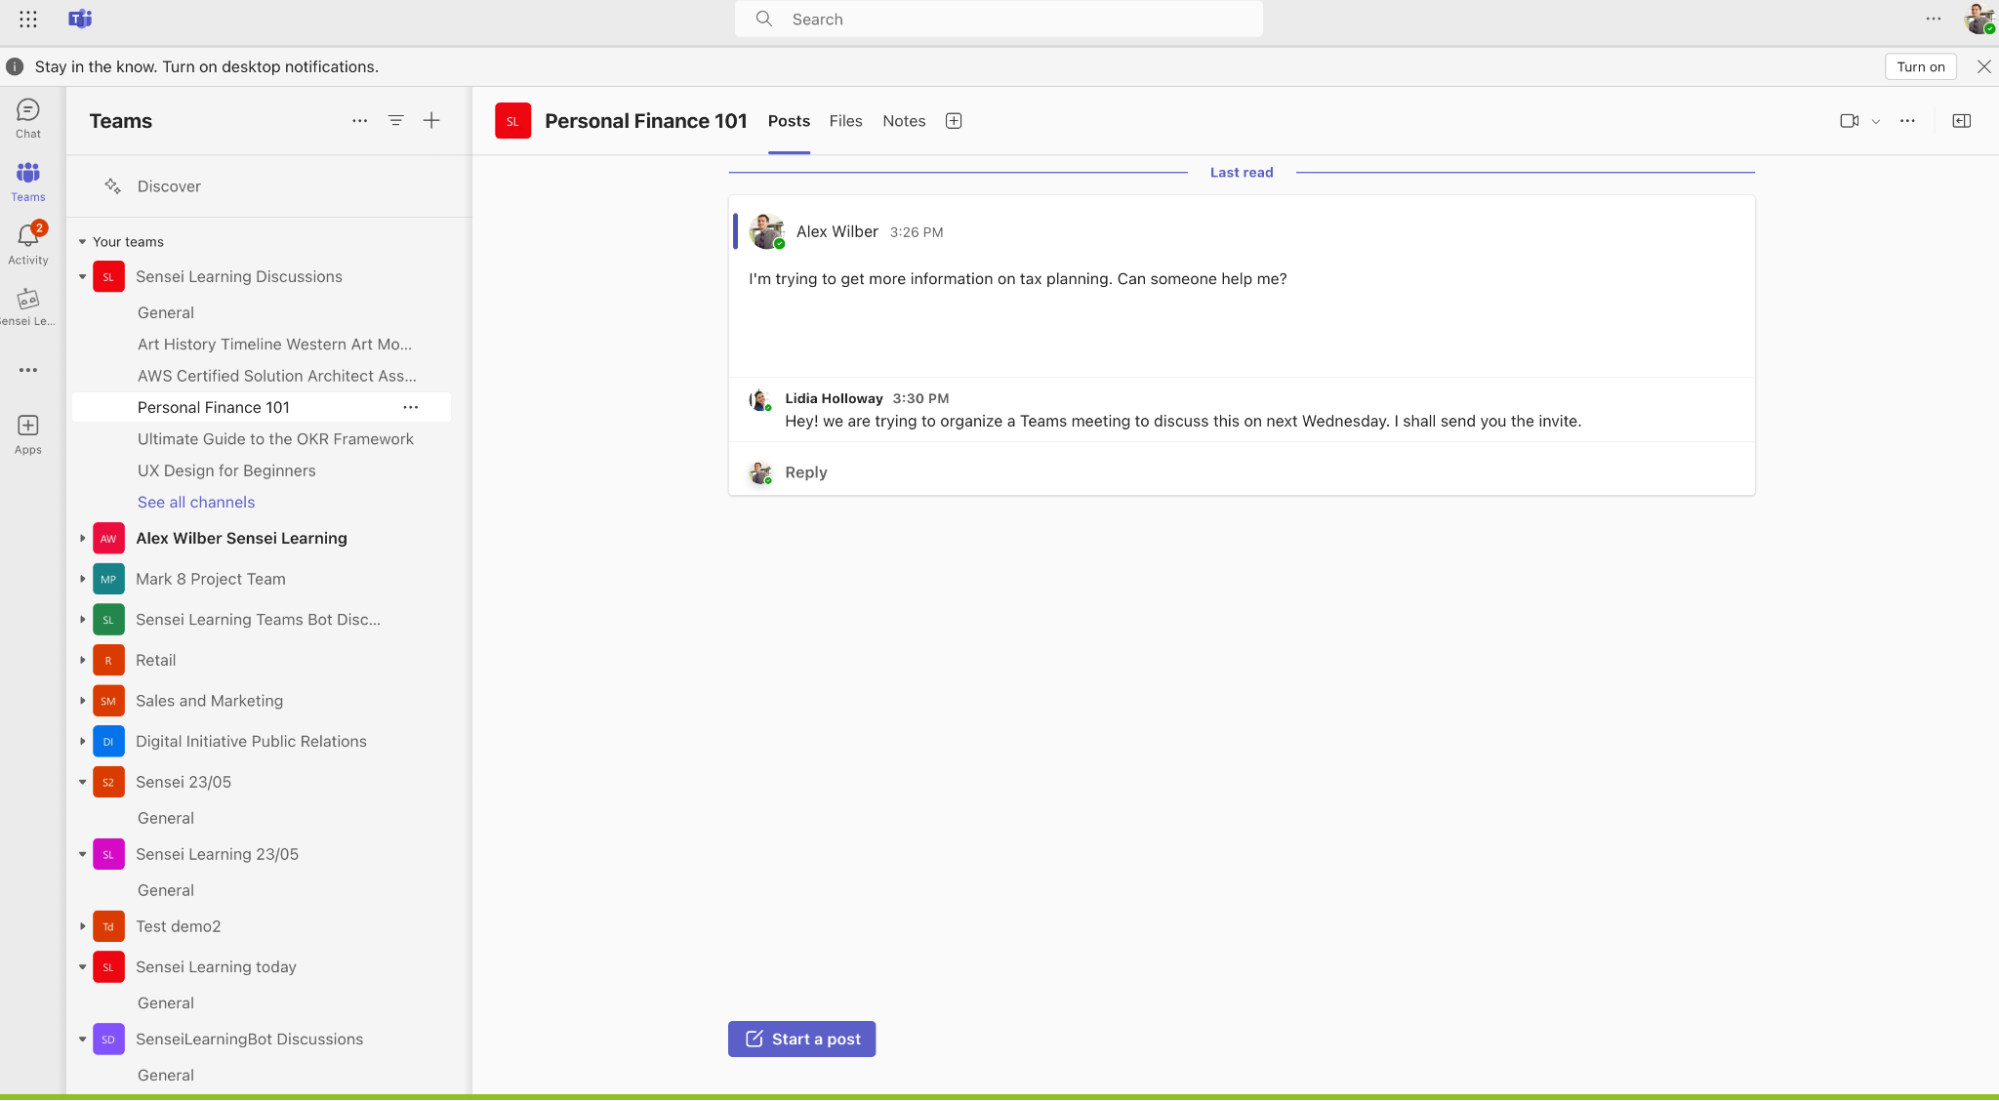 Search
Stay in the know. Turn on desktop notifications.
Turn on
Chat
Teams
2
Activity
ensei Le...
Apps
Teams
Discover
Your teams
SL Sensei Learning Discussions
General
Art History Timeline Western Art Mo...
AWS Certified Solution Architect Ass...
Personal Finance 101
Ultimate Guide to the OKR Framework
UX Design for Beginners
See all channels
AW Alex Wilber Sensei Learning
MP Mark 8 Project Team
SL Sensei Learning Teams Bot Disc...
R Retail
SM Sales and Marketing
DI Digital Initiative Public Relations
S2 Sensei 23/05
General
SL Sensei Learning 23/05
General
Td Test demo2
SL Sensei Learning today
General
SD SenseiLearningBot Discussions
General
SL Personal Finance 101 Posts Files Notes
Last read
Alex Wilber 3:26 PM
I'm trying to get more information on tax planning. Can someone help me?
Lidia Holloway 3:30 PM
Hey! we are trying to organize a Teams meeting to discuss this on next Wednesday. I shall send you the invite.
Reply
Start a post